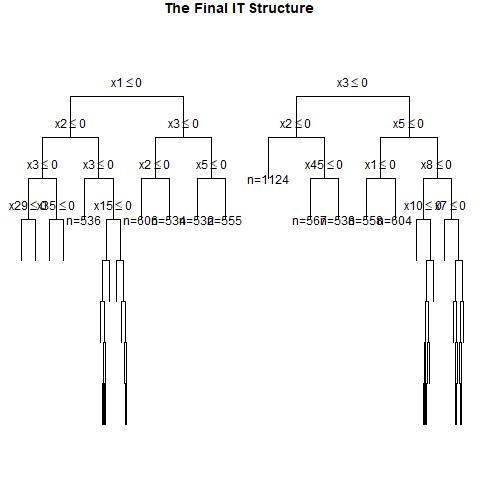 The Final IT Structure
x1 ≤ 0
x3 ≤ 0
x2 ≤ 0
x3 ≤ 0
x2 ≤ 0
x5 ≤ 0
x3 ≤ 0
x3 ≤ 0
x2 ≤ 0
x5 ≤ 0
n=1124
x45 ≤ 0
x1 ≤ 0
x8 ≤ 0
x29 ≤ 0
x35 ≤ 0
n=536
x15 ≤ 0
n=606
n=534
n=532
n=555
n=567
n=558
n=604
x10 ≤ 0
x7 ≤ 0